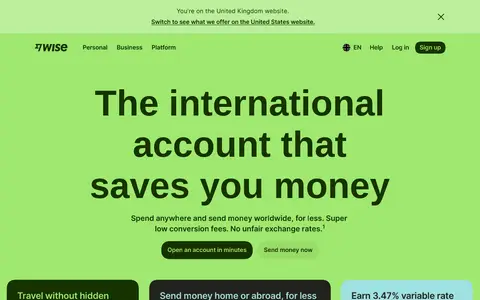 You're on the United Kingdom website.
Switch to see what we offer on the United States website.
WISE
Personal
Business
Platform
EN
Help
Log in
Sign up
The international
account that
saves you money
Spend anywhere and send money worldwide, for less. Super
low conversion fees. No unfair exchange rates.¹
Open an account in minutes
Send money now
Travel without hidden
Send money home or abroad, for less
Earn 3.47% variable rate